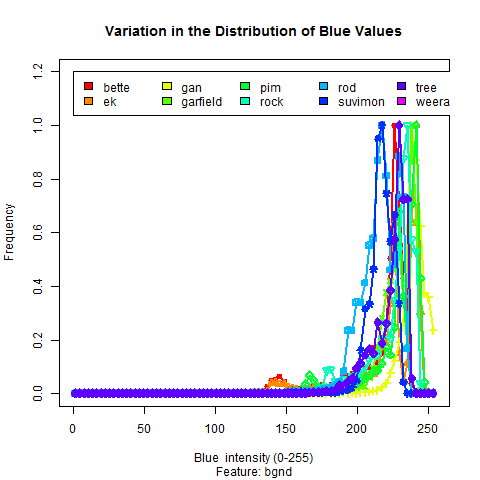 Variation in the Distribution of Blue Values
bette gan pim rod tree
ek garfield rock suvimon weera
Frequency
1.2
1.0
0.8
0.6
0.4
0.2
0.0
0 50 100 150 200 250
Blue intensity (0-255)
Feature: bgnd